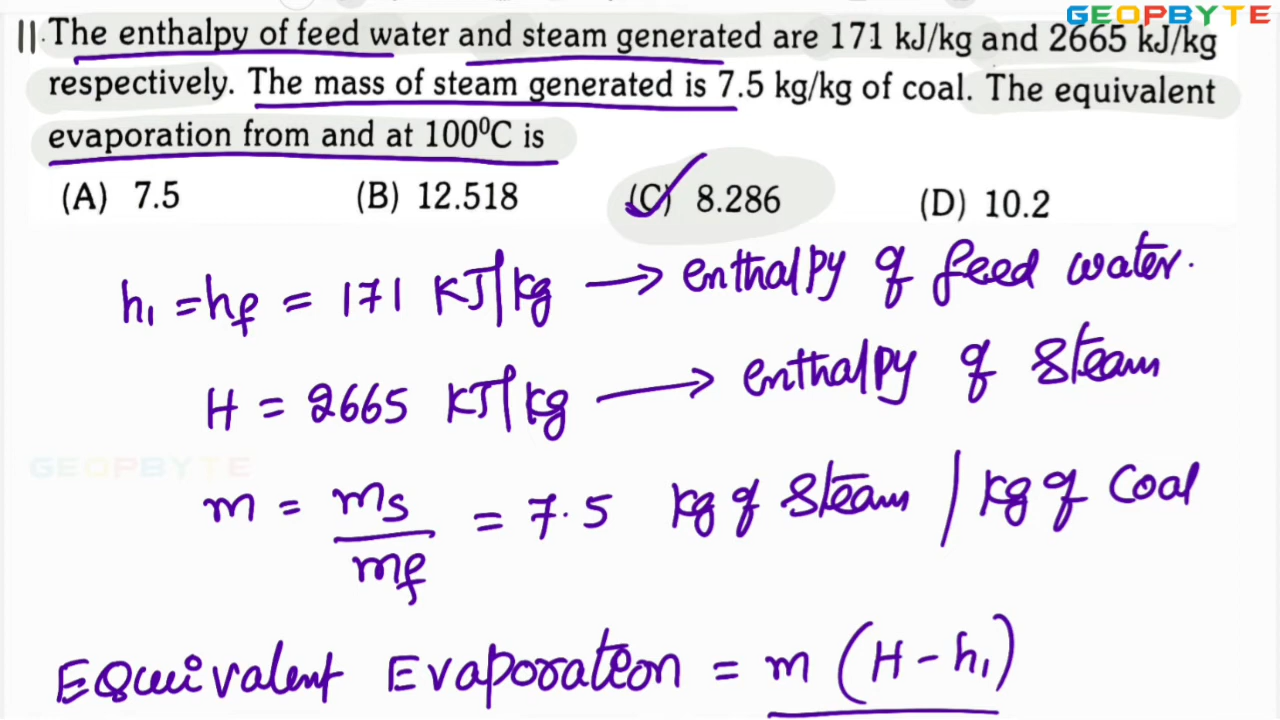 GEOPBYTE
11. The enthalpy of feed water and steam generated are 171 kJ/kg and 2665 kJ/kg
respectively. The mass of steam generated is 7.5 kg/kg of coal. The equivalent
evaporation from and at 100⁰C is
(A) 7.5 (B) 12.518 (C) 8.286 (D) 10.2
h₁ = hf = 171 KJ/kg → enthalpy of feed water.
H = 2665 KJ/kg → enthalpy of steam
GEOPBYTE
m = ms/mf = 7.5 kg of steam / kg of coal
Equivalent Evaporation = m (H - h₁)